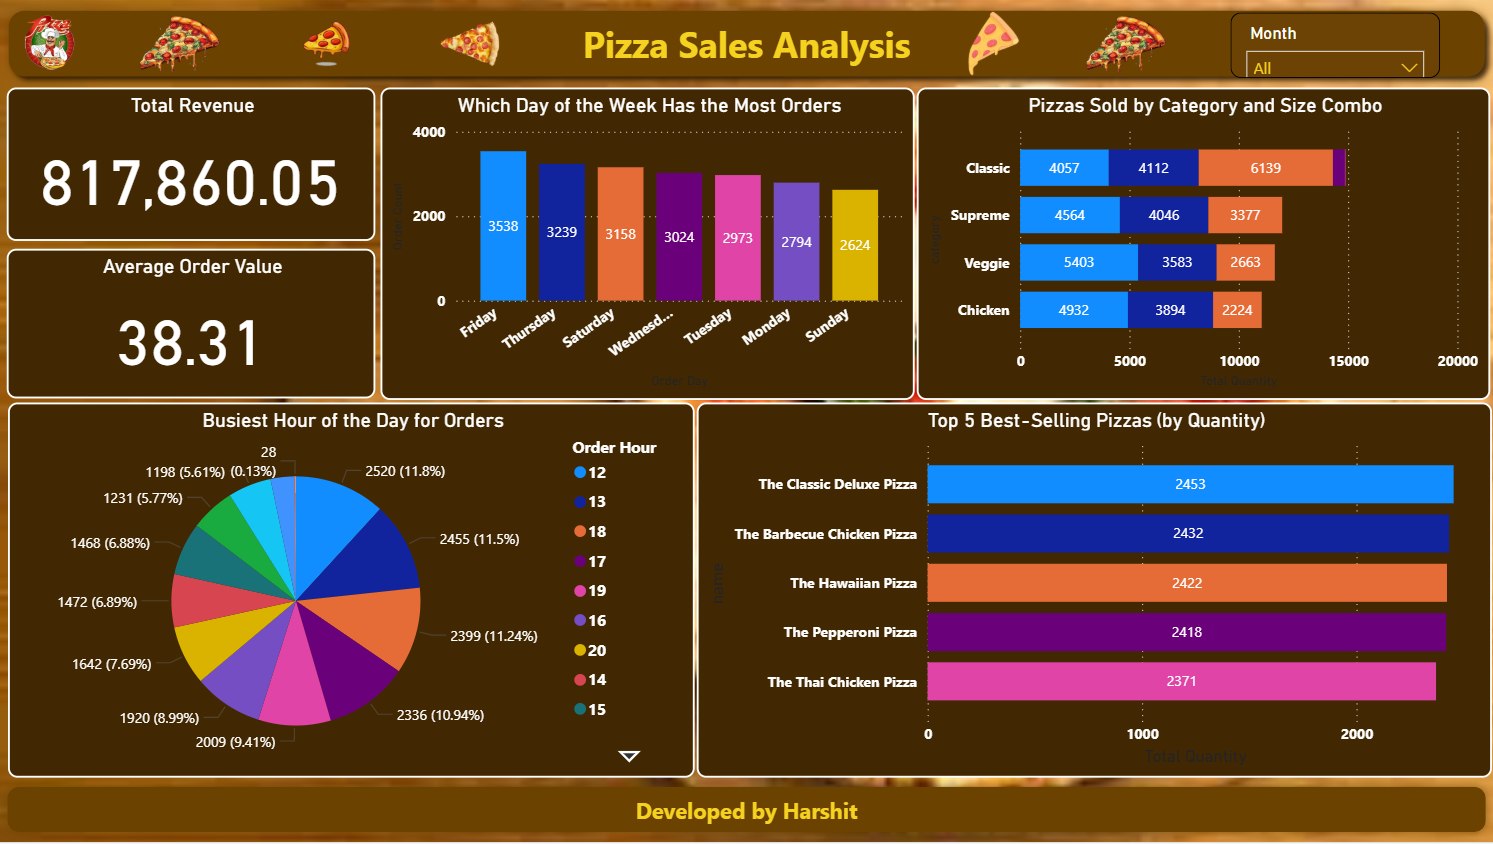 Pizza Sales Analysis
Month
All
Total Revenue
817,860.05
Average Order Value
38.31
Which Day of the Week Has the Most Orders
4000
2000
0
3538
3239
3158
3024
2973
2794
2624
Friday
Thursday
Saturday
Wednesd...
Tuesday
Monday
Sunday
Order Day
Order Count
Pizzas Sold by Category and Size Combo
Classic
4057
4112
6139
Supreme
4564
4046
3377
Veggie
5403
3583
2663
Chicken
4932
3894
2224
0
5000
10000
15000
20000
Total Quantity
category
Busiest Hour of the Day for Orders
28
(0.13%)
1198 (5.61%)
1231 (5.77%)
1468 (6.88%)
1472 (6.89%)
1642 (7.69%)
1920 (8.99%)
2009 (9.41%)
2336 (10.94%)
2399 (11.24%)
2455 (11.5%)
2520 (11.8%)
Order Hour
12
13
18
17
19
16
20
14
15
Top 5 Best-Selling Pizzas (by Quantity)
The Classic Deluxe Pizza
2453
The Barbecue Chicken Pizza
2432
The Hawaiian Pizza
2422
The Pepperoni Pizza
2418
The Thai Chicken Pizza
2371
0
1000
2000
Total Quantity
name
Developed by Harshit